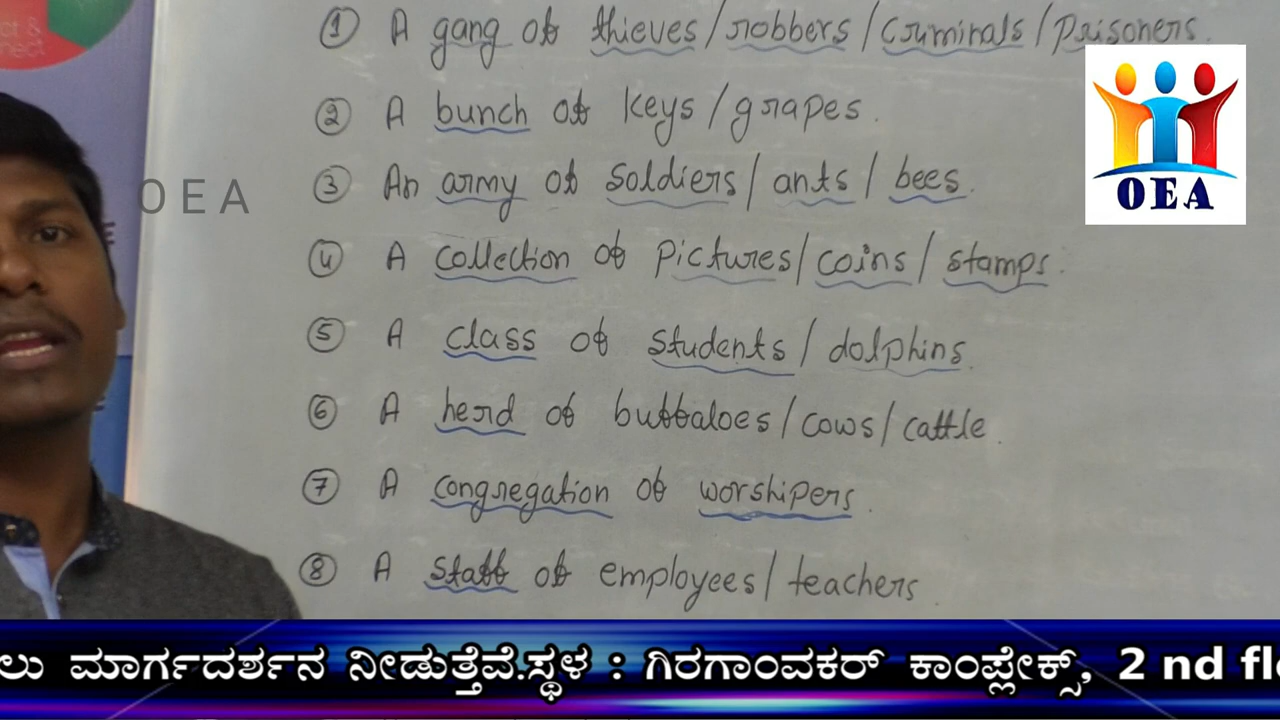 ① A gang of thieves/robbers/criminals/prisoners.
② A bunch of keys/grapes.
③ An army of soldiers/ants/bees.
O E A
OEA
④ A collection of pictures/coins/stamps.
⑤ A class of students/dolphins.
⑥ A herd of buffaloes/cows/cattle.
⑦ A congregation of worshipers.
⑧ A staff of employees/teachers
ಲು ಮಾರ್ಗದರ್ಶನ ನೀಡುತ್ತೇವೆ.ಸ್ಥಳ : ಗಿರಗಾಂವಕರ್ ಕಾಂಪ್ಲೇಕ್ಸ್, 2 nd